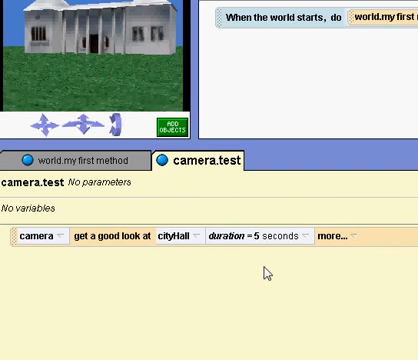 When the world starts, do world.my first
ADD
OBJECTS
world.my first method
camera.test
camera.test No parameters
No variables
camera get a good look at cityHall duration = 5 seconds more...